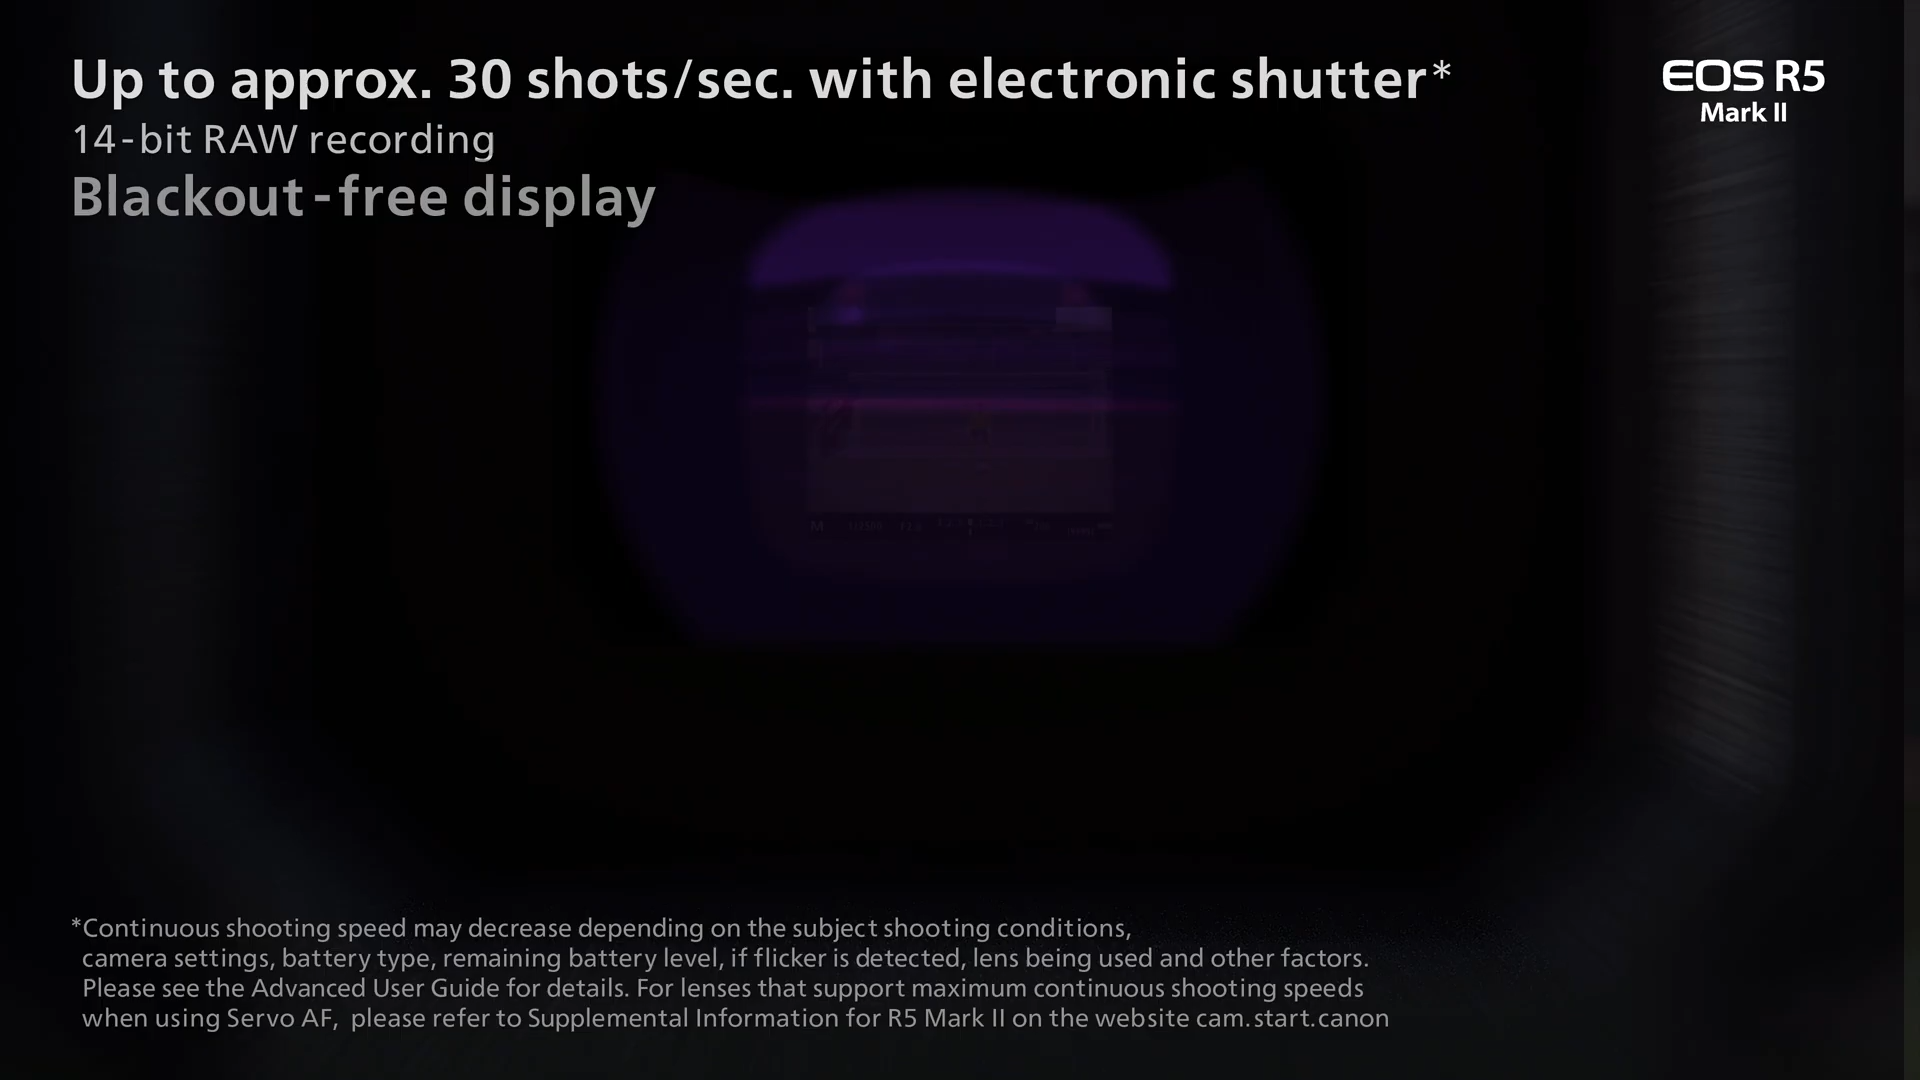 Up to approx. 30 shots/sec. with electronic shutter*
EOS R5
Mark II
14-bit RAW recording
Blackout-free display
M
*Continuous shooting speed may decrease depending on the subject shooting conditions,
camera settings, battery type, remaining battery level, if flicker is detected, lens being used and other factors.
Please see the Advanced User Guide for details. For lenses that support maximum continuous shooting speeds
when using Servo AF, please refer to Supplemental Information for R5 Mark II on the website cam.start.canon